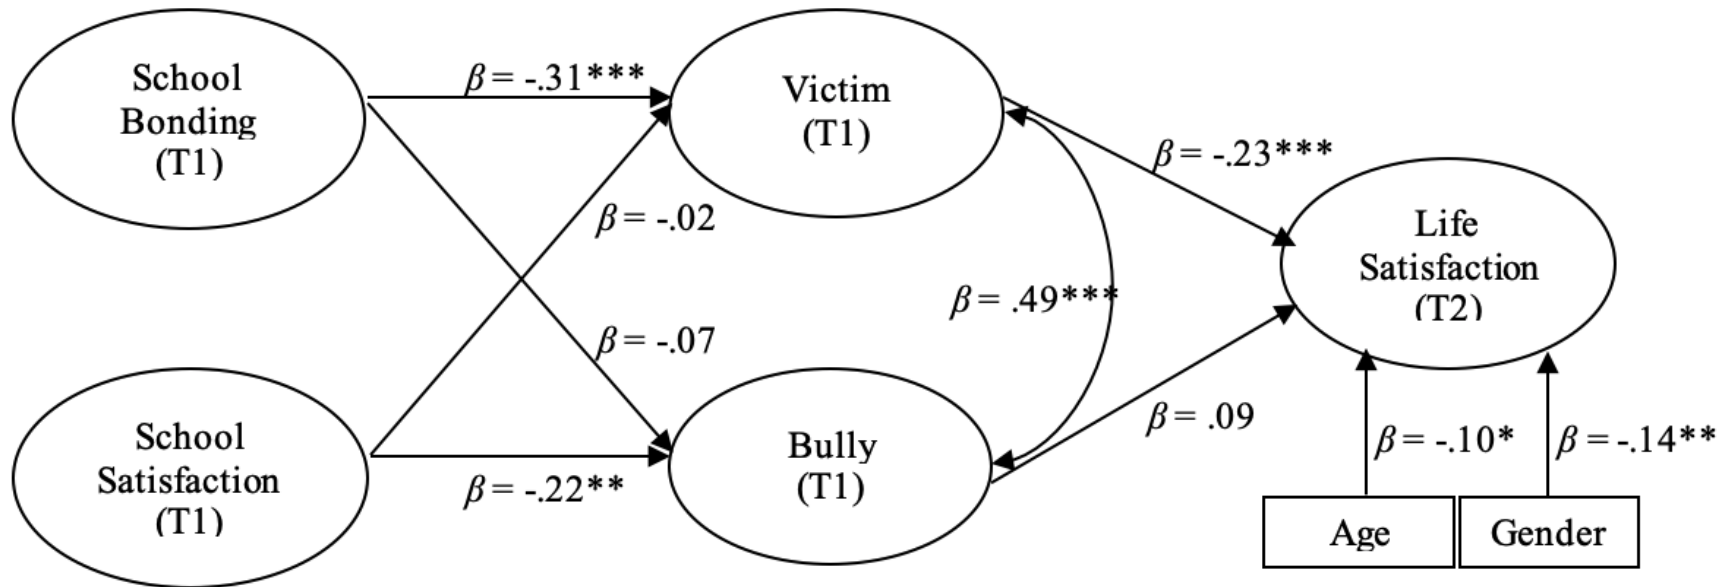 School
Bonding
(T1)
β = -.31***
Victim
(T1)
β = -.23***
β = -.02
Life
Satisfaction
(T2)
β = .49***
β = -.07
School
Satisfaction
(T1)
β = -.22**
Bully
(T1)
β = .09
β = -.10*
β = -.14**
Age
Gender